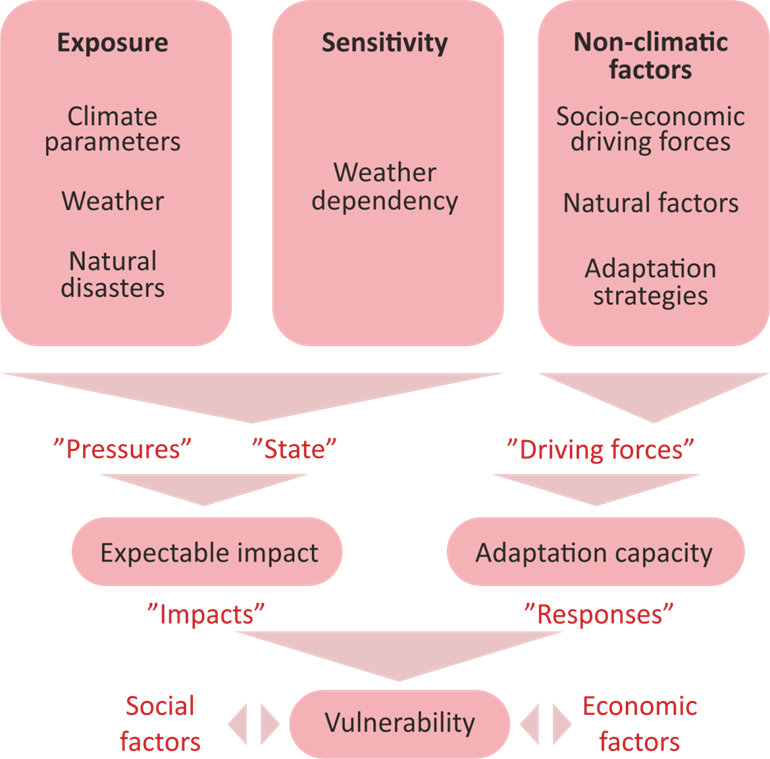 Exposure
Climate
parameters
Weather
Natural
disasters
Sensitivity
Weather
dependency
Non-climatic
factors
Socio-economic
driving forces
Natural factors
Adaptation
strategies
”Pressures”
”State”
”Driving forces”
Expectable impact
Adaptation capacity
”Impacts”
”Responses”
Social
factors
Vulnerability
Economic
factors